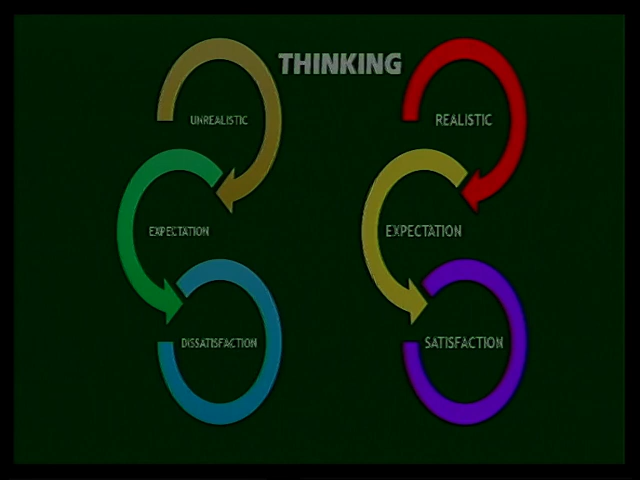 THINKING
UNREALISTIC
EXPECTATION
DISSATISFACTION
REALISTIC
EXPECTATION
SATISFACTION